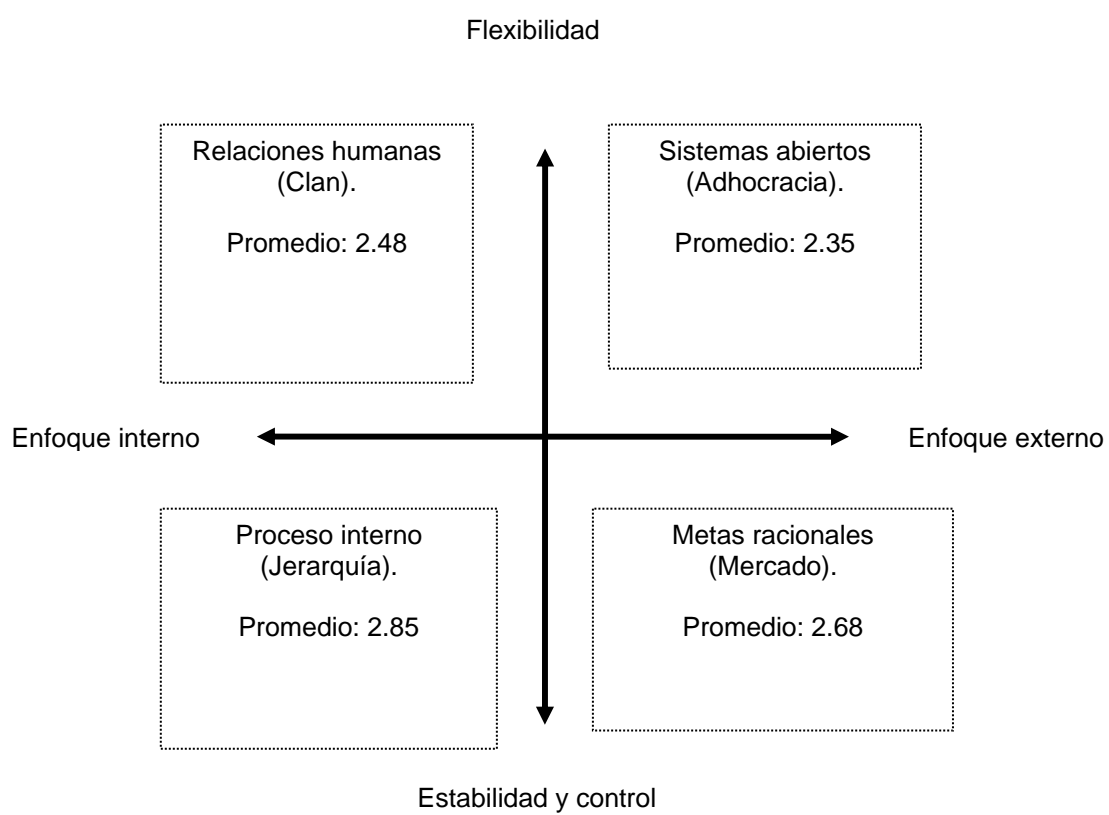 Flexibilidad
Relaciones humanas
(Clan).
Promedio: 2.48
Sistemas abiertos
(Adhocracia).
Promedio: 2.35
Enfoque interno
Enfoque externo
Proceso interno
(Jerarquía).
Promedio: 2.85
Metas racionales
(Mercado).
Promedio: 2.68
Estabilidad y control